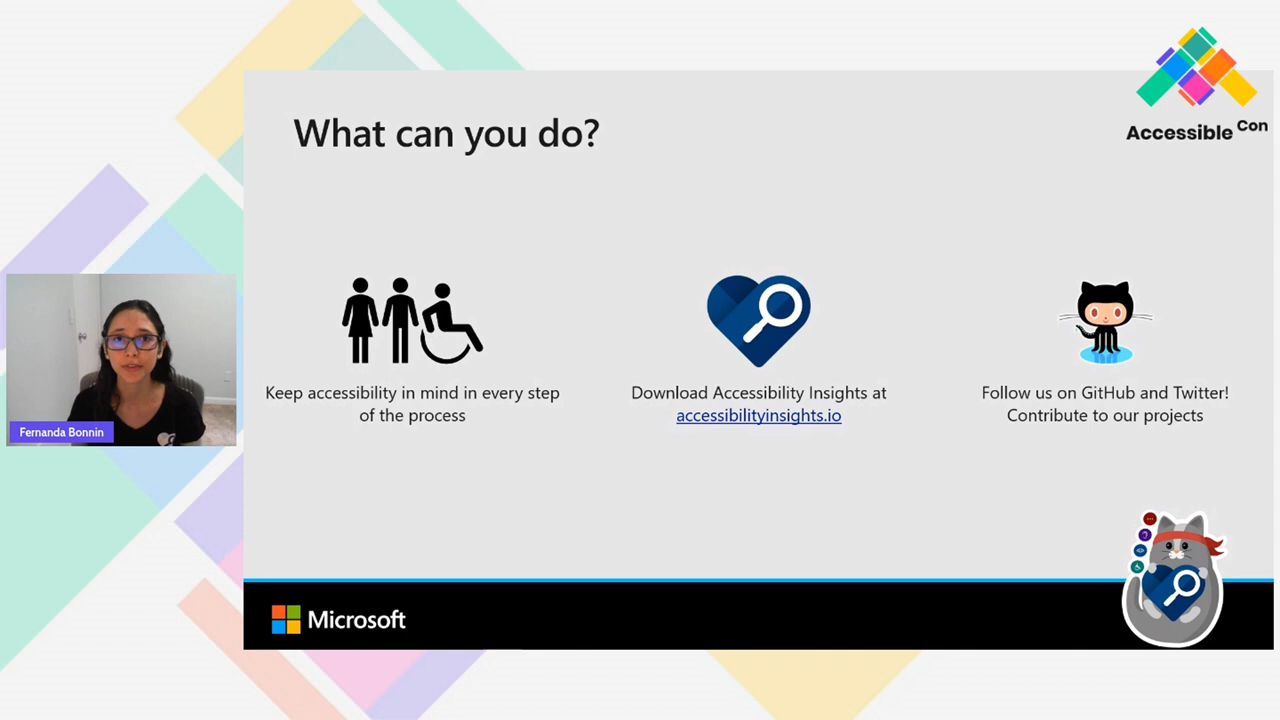 Accessible Con
What can you do?
Keep accessibility in mind in every step
of the process
Download Accessibility Insights at
accessibilityinsights.io
Follow us on GitHub and Twitter!
Contribute to our projects
Fernanda Bonnin
Microsoft